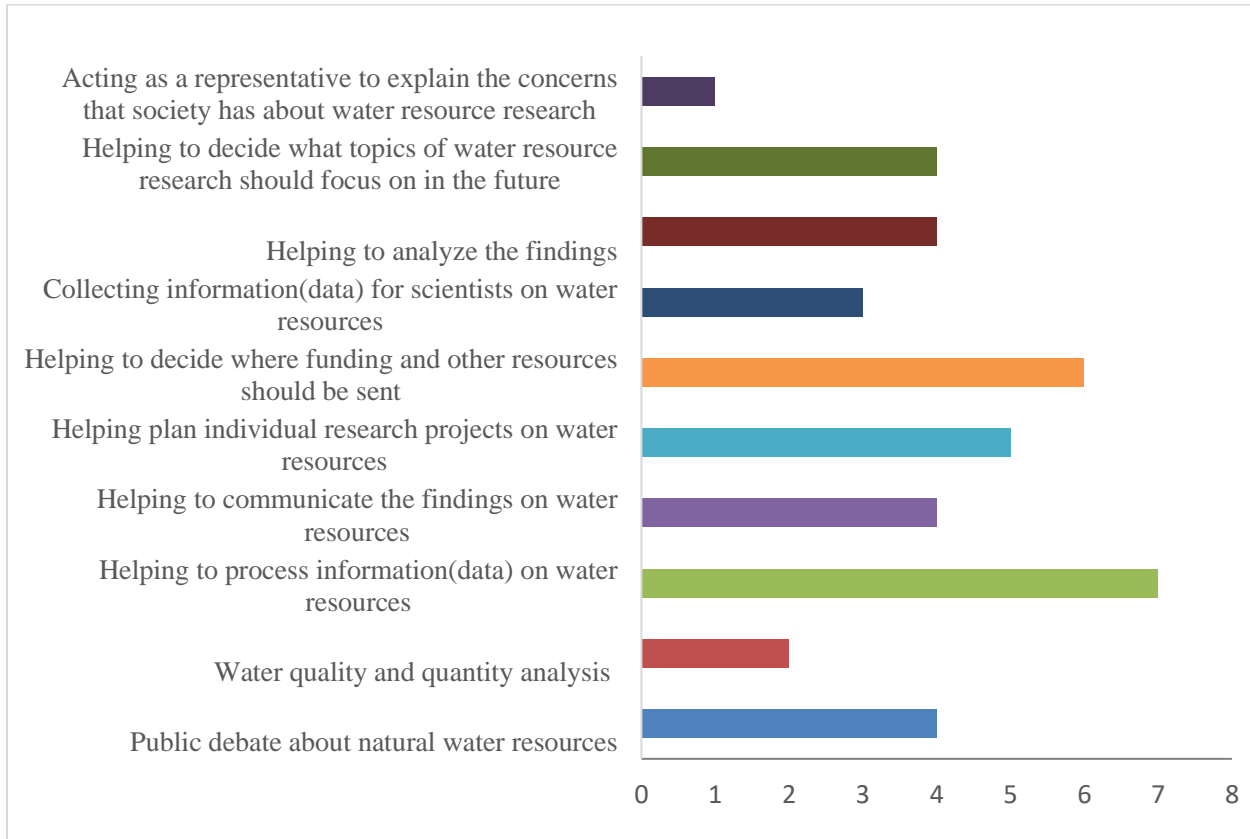 Acting as a representative to explain the concerns
that society has about water resource research
Helping to decide what topics of water resource
research should focus on in the future
Helping to analyze the findings
Collecting information(data) for scientists on water
resources
Helping to decide where funding and other resources
should be sent
Helping plan individual research projects on water
resources
Helping to communicate the findings on water
resources
Helping to process information(data) on water
resources
Water quality and quantity analysis
Public debate about natural water resources
0 1 2 3 4 5 6 7 8